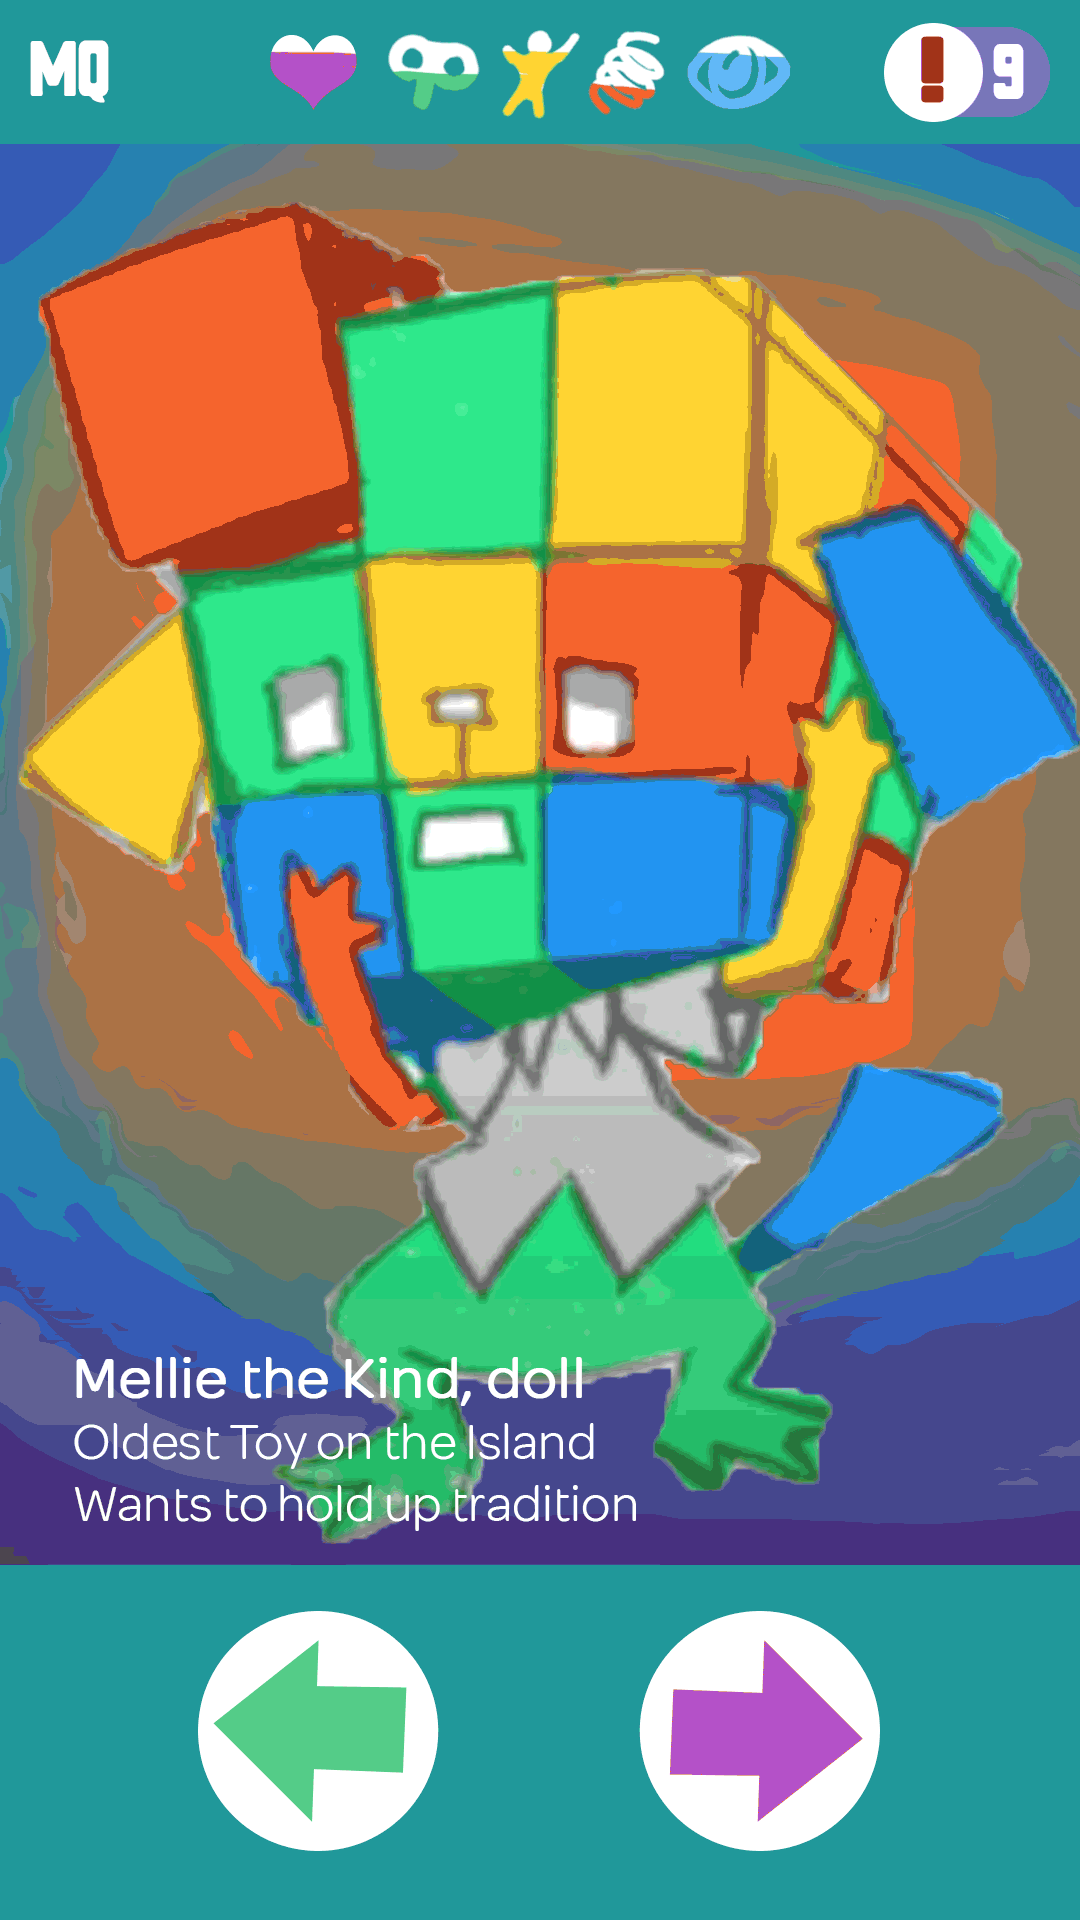 MQ
! 9
Mellie the Kind, doll
Oldest Toy on the Island
Wants to hold up tradition